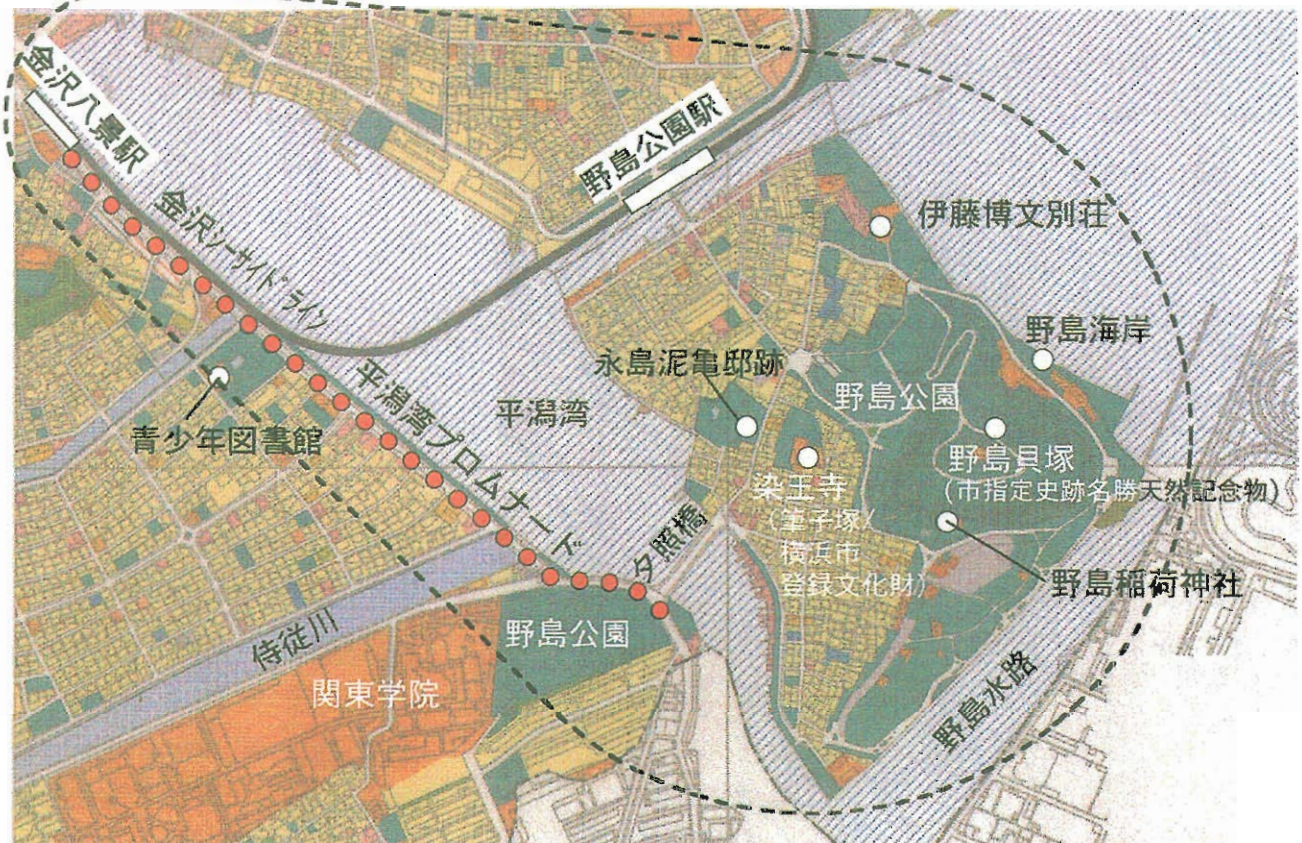 金沢八景駅
野島公園駅
金沢シーサイドライン
伊藤博文別荘
野島海岸
永島泥亀邸跡
野島公園
平潟湾
青少年図書館
平潟湾プロムナード
野島貝塚
(市指定史跡名勝天然記念物)
染王寺
(筆子塚/
横浜市
登録文化財)
夕照橋
野島稲荷神社
野島公園
侍従川
関東学院
野島水路